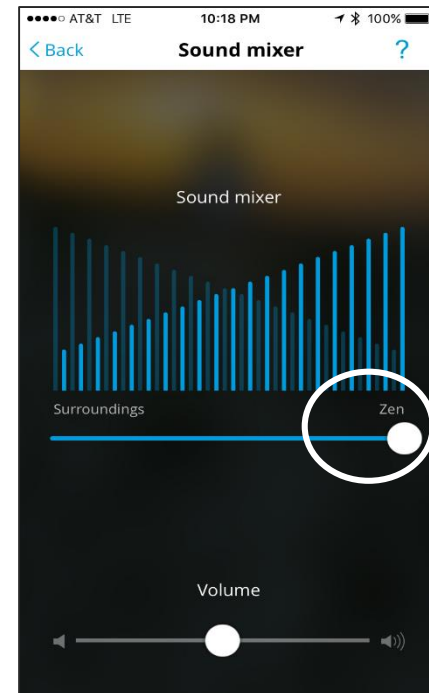 AT&T LTE 10:18 PM 100%
Back Sound mixer ?
Sound mixer
Surroundings Zen
Volume